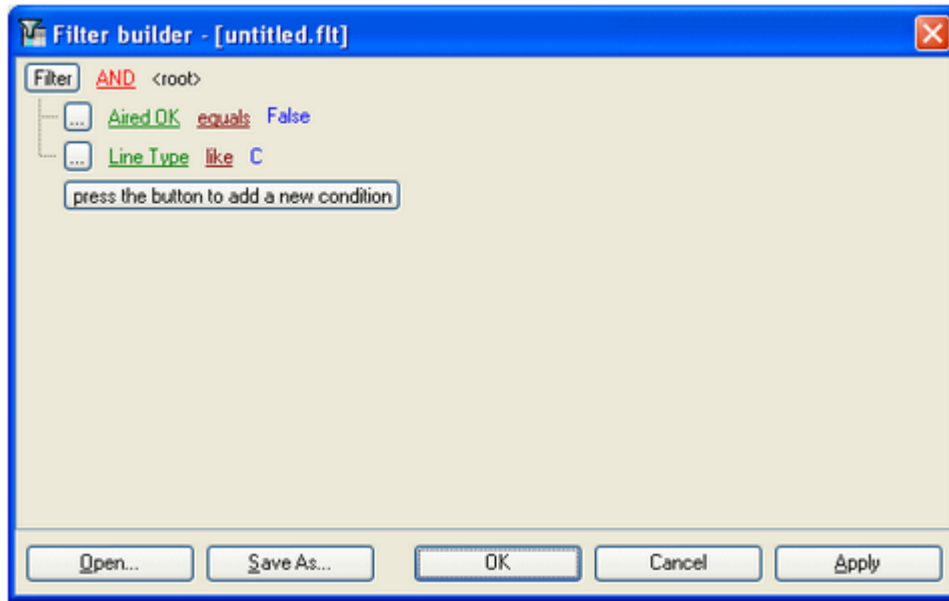 Filter builder - [untitled.flt]
Filter AND <root>
... Aired OK equals False
... Line Type like C
press the button to add a new condition
Open... Save As... OK Cancel Apply